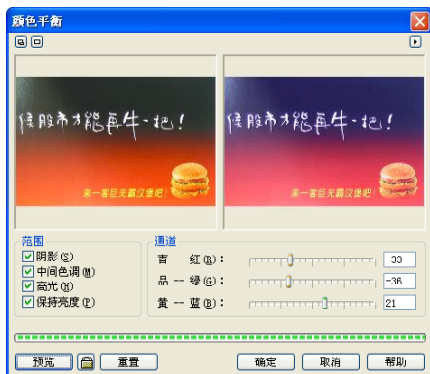 颜色平衡
假股市才能再牛一把!
来一客巨无霸汉堡吧!
假股市才能再牛一把!
来一客巨无霸汉堡吧!
范围
阴影(S)
中间色调(M)
高光(H)
保持亮度(P)
通道
青 -- 红(R):
-33
品 -- 绿(G):
-36
黄 -- 蓝(B):
21
预览
重置
确定
取消
帮助